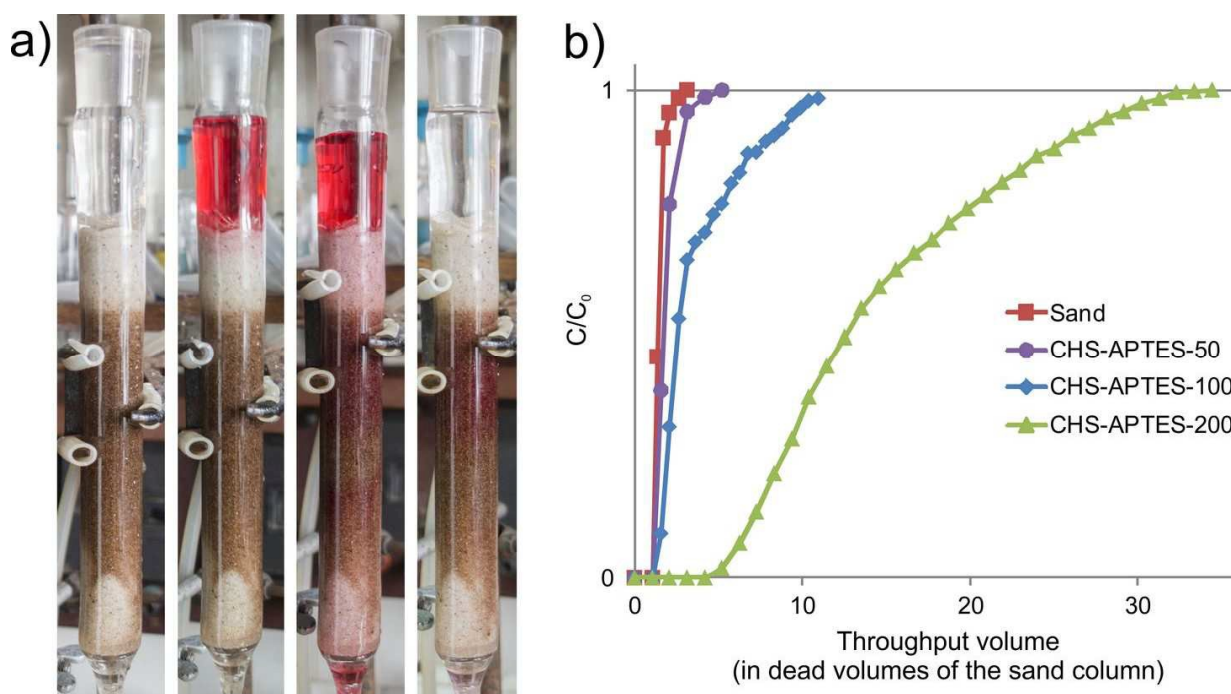 a)
b)
1
C/C₀
0
Sand
CHS-APTES-50
CHS-APTES-100
CHS-APTES-200
0 10 20 30
Throughput volume
(in dead volumes of the sand column)